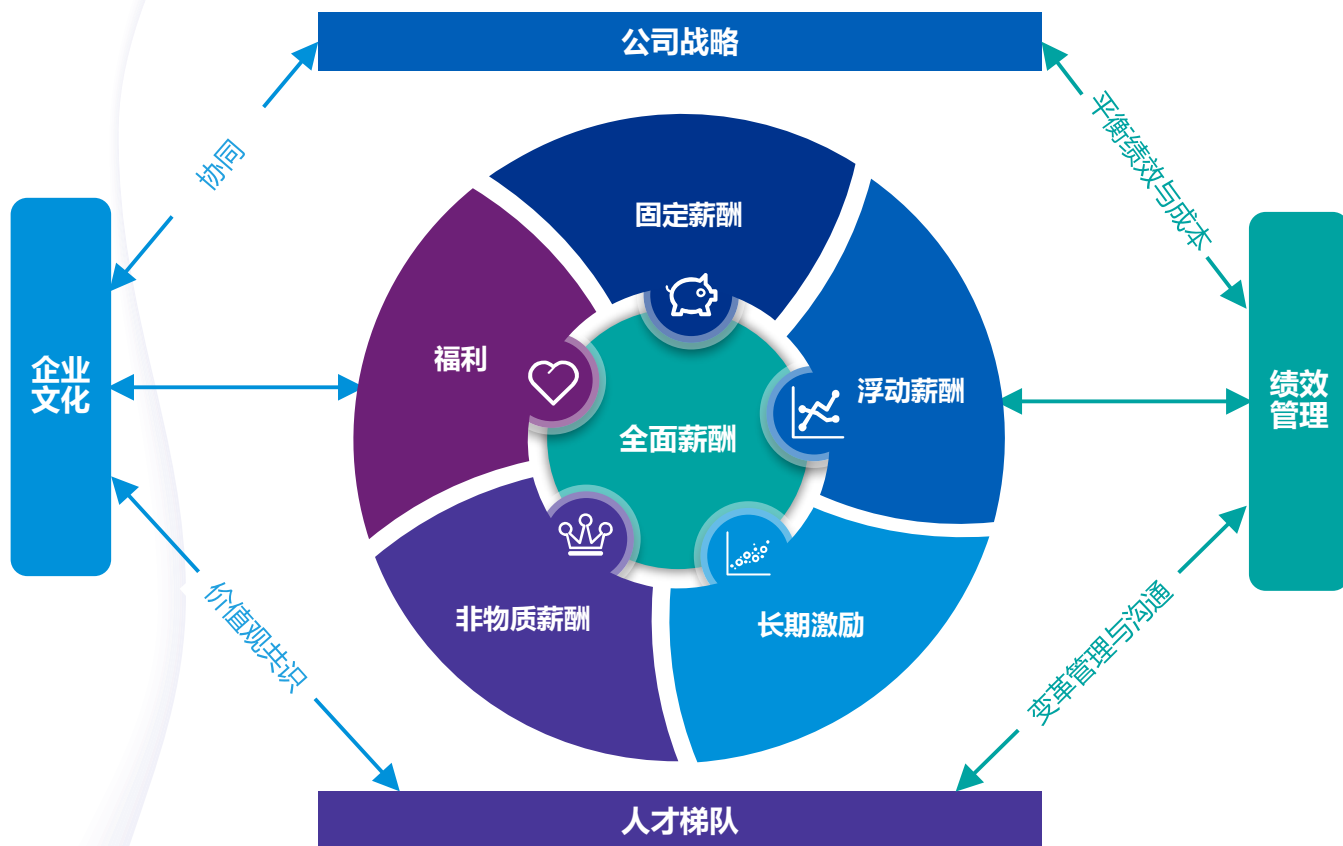 公司战略
协同
平衡绩效与成本
固定薪酬
福利
浮动薪酬
企业
文化
绩效
管理
全面薪酬
非物质薪酬
长期激励
价值观共识
变革管理与沟通
人才梯队